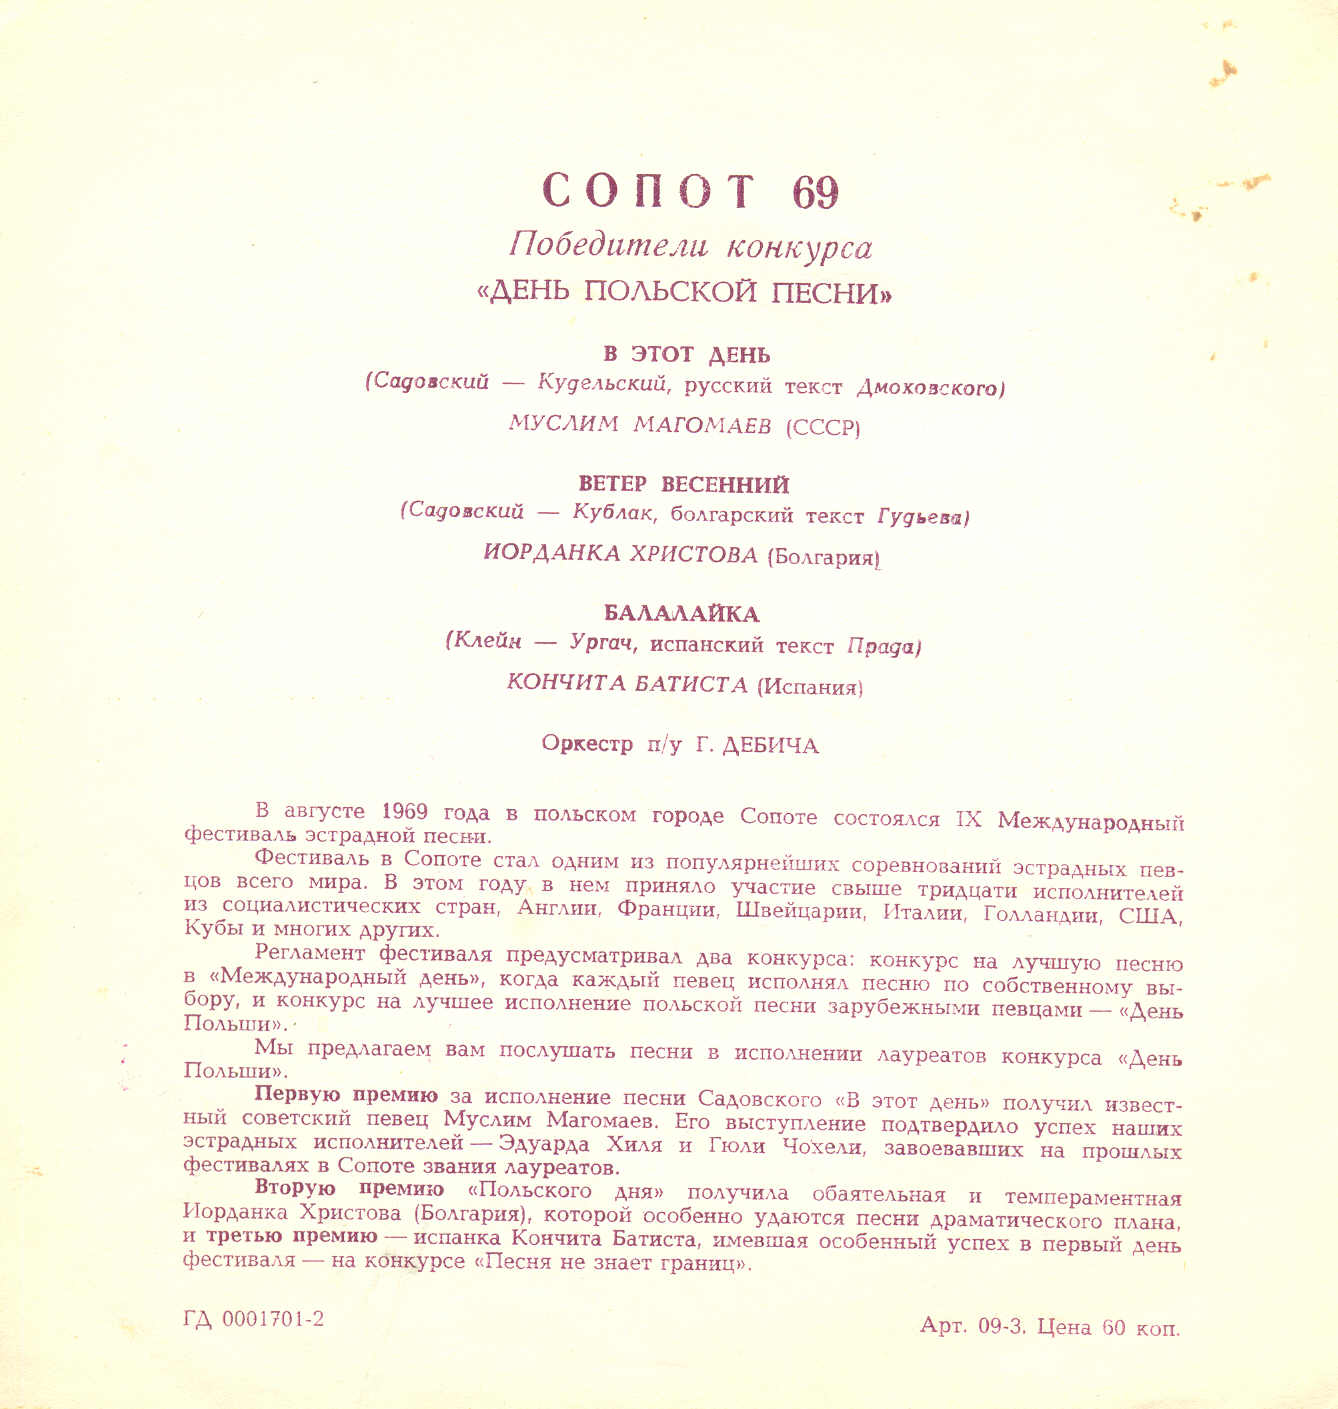 СОПОТ 69
Победители конкурса
«ДЕНЬ ПОЛЬСКОЙ ПЕСНИ»
В ЭТОТ ДЕНЬ
(Садовский — Кудельский, русский текст Дмоховского)
МУСЛИМ МАГОМАЕВ (СССР)
ВЕТЕР ВЕСЕННИЙ
(Садовский — Кублак, болгарский текст Гудьева)
ИОРДАНКА ХРИСТОВА (Болгария)
БАЛАЛАЙКА
(Клейн — Ургач, испанский текст Прада)
КОНЧИТА БАТИСТА (Испания)
Оркестр п/у Г. ДЕБИЧА
В августе 1969 года в польском городе Сопоте состоялся IX Международный
фестиваль эстрадной песни.
Фестиваль в Сопоте стал одним из популярнейших соревнований эстрадных пев-
цов всего мира. В этом году в нем приняло участие свыше тридцати исполнителей
из социалистических стран, Англии, Франции, Швейцарии, Италии, Голландии, США,
Кубы и многих других.
Регламент фестиваля предусматривал два конкурса: конкурс на лучшую песню
в «Международный день», когда каждый певец исполнял песню по собственному вы-
бору, и конкурс на лучшее исполнение польской песни зарубежными певцами — «День
Польши».
Мы предлагаем вам послушать песни в исполнении лауреатов конкурса «День
Польши».
Первую премию за исполнение песни Садовского «В этот день» получил извест-
ный советский певец Муслим Магомаев. Его выступление подтвердило успех наших
эстрадных исполнителей — Эдуарда Хиля и Гюли Чохели, завоевавших на прошлых
фестивалях в Сопоте звания лауреатов.
Вторую премию «Польского дня» получила обаятельная и темпераментная
Иорданка Христова (Болгария), которой особенно удаются песни драматического плана,
и третью премию — испанка Кончита Батиста, имевшая особенный успех в первый день
фестиваля — на конкурсе «Песня не знает границ».
ГД 0001701-2
Арт. 09-3. Цена 60 коп.